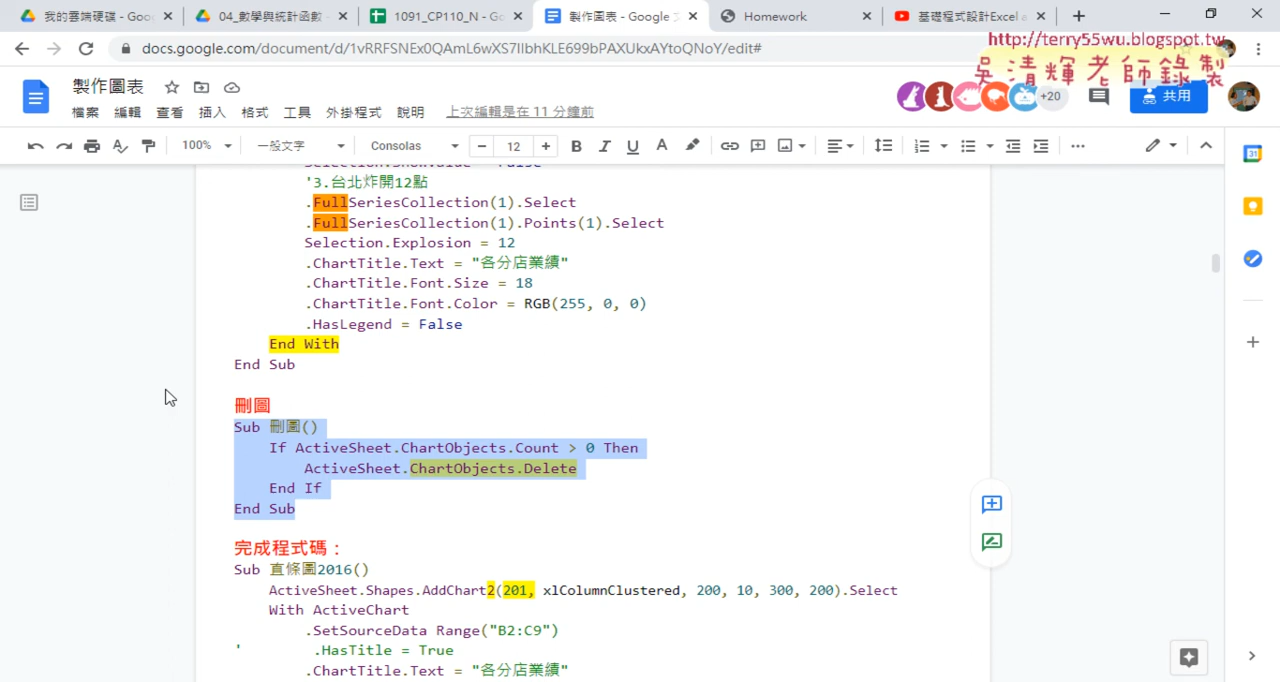 我的雲端硬碟 - Goo
04_數學與統計函數 -
1091_CP110_N - Go
製作圖表 - Google 文
Homework
基礎程式設計Excel a
docs.google.com/document/d/1vRRFSNEx0QAmL6wXS7IIbhKLE699bPAXUkxAYtoQNoY/edit#
http://terry55wu.blogspot.tw
吳清輝老師錄製
製作圖表
檔案 編輯 查看 插入 格式 工具 外掛程式 說明 上次編輯是在 11 分鐘前
+20
共用
100% 一般文字 Consolas 12
'3.台北炸開12點
.FullSeriesCollection(1).Select
.FullSeriesCollection(1).Points(1).Select
Selection.Explosion = 12
.ChartTitle.Text = "各分店業績"
.ChartTitle.Font.Size = 18
.ChartTitle.Font.Color = RGB(255, 0, 0)
.HasLegend = False
End With
End Sub
刪圖
Sub 刪圖()
If ActiveSheet.ChartObjects.Count > 0 Then
ActiveSheet.ChartObjects.Delete
End If
End Sub
完成程式碼：
Sub 直條圖2016()
ActiveSheet.Shapes.AddChart2(201, xlColumnClustered, 200, 10, 300, 200).Select
With ActiveChart
.SetSourceData Range("B2:C9")
' .HasTitle = True
.ChartTitle.Text = "各分店業績"
31